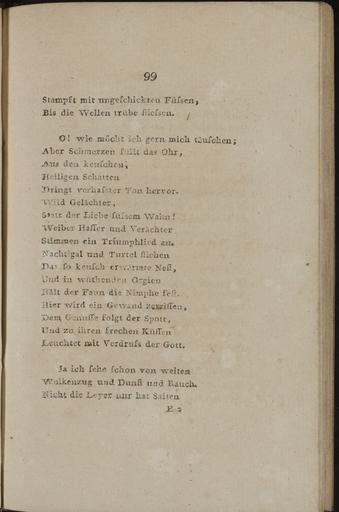 99
Stampft mit ungeſchickten Füſsen,
Bis die Wellen trübe flieſsen.
O! wie möcht ich gern mich täuſchen;
Aber Schmerzen füllt das Ohr,
Aus den keuſchen,
Heiligen Schatten
Dringt verhaſster Ton hervor.
Wild Gelächter,
Statt der Liebe ſüſsem Wahn!
Weiber Haſſer und Verächter
Stimmen ein Triumphlied an.
Nachtigal und Turtel fliehen
Das ſo keuſch erwärmte Neſt,
Und in wüthenden Orgien
Hält der Faun die Nimphe feſt.
Hier wird ein Gewand zerriſſen,
Dem Genuſſe folgt der Spott,
Und zu ihren frechen Küſſen
Leuchtet mit Verdruſs der Gott.
Ja ich ſehe ſchon von weiten
Wolkenzug und Dunſt und Rauch.
Nicht die Leyer nur hat Saiten